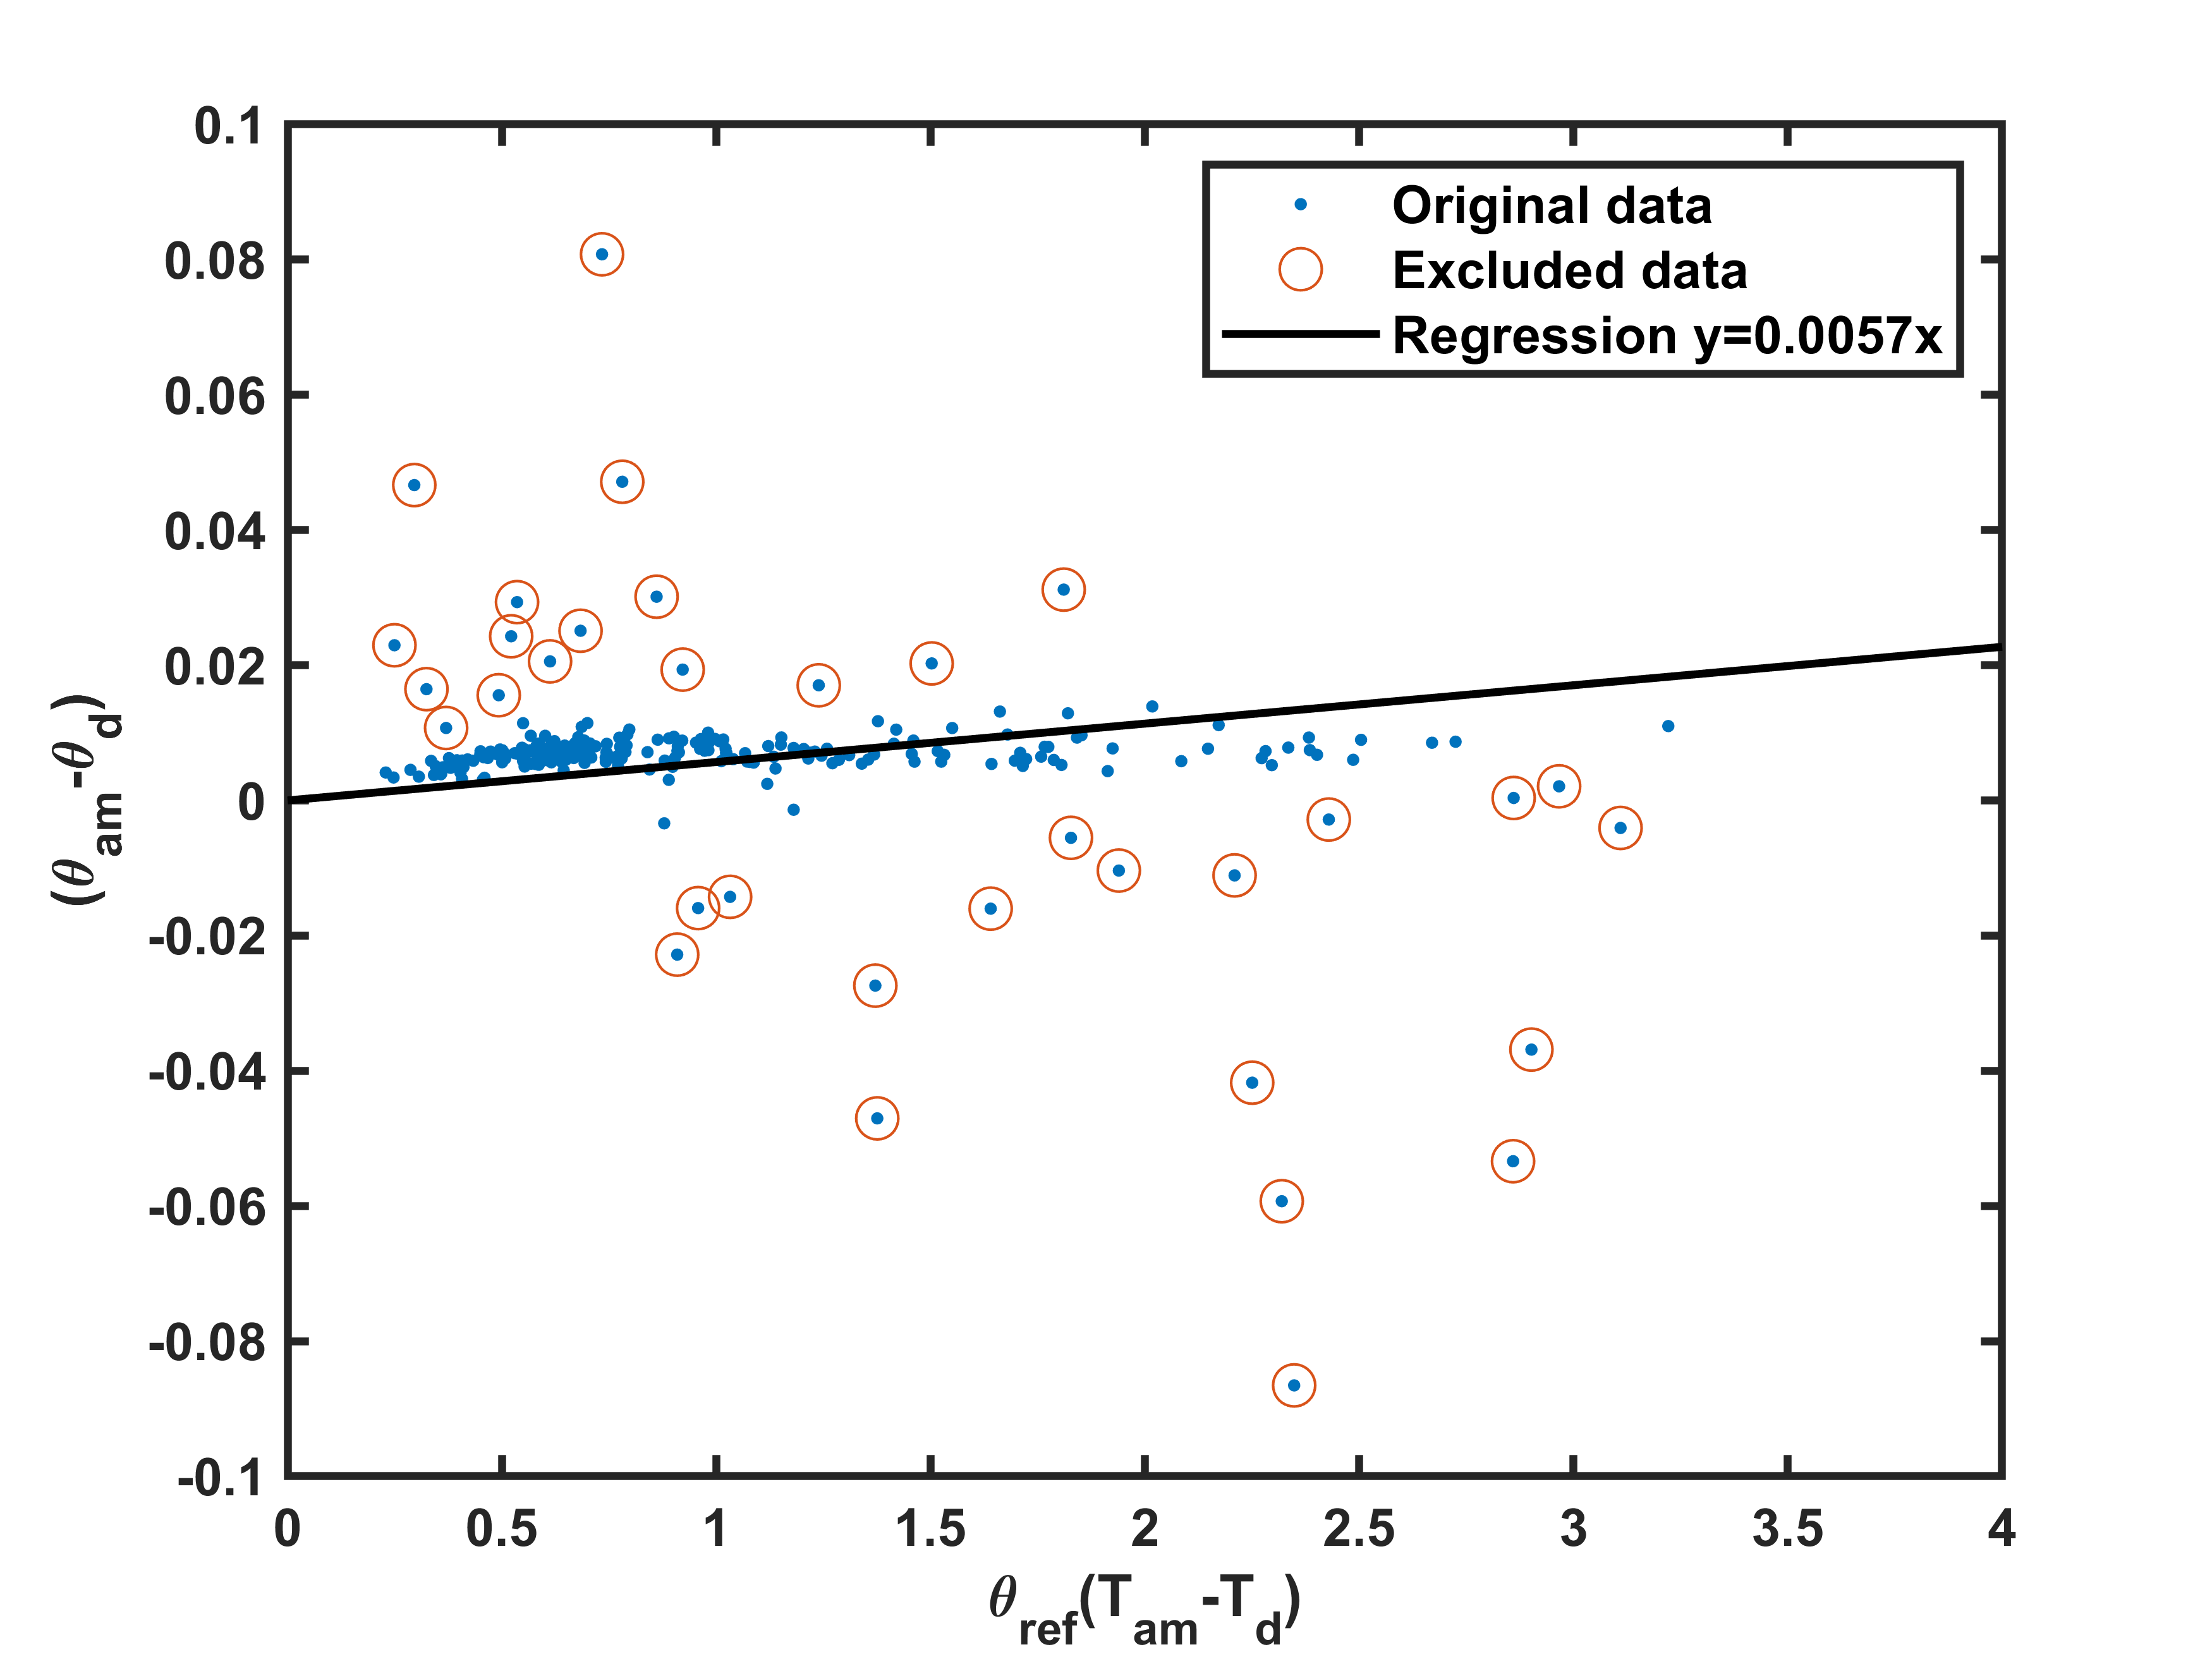 Original data
Excluded data
Regression y=0.0057x
0.1
0.08
0.06
0.04
0.02
0
-0.02
-0.04
-0.06
-0.08
-0.1
(θam-θd)
0 0.5 1 1.5 2 2.5 3 3.5 4
θref(Tam-Td)